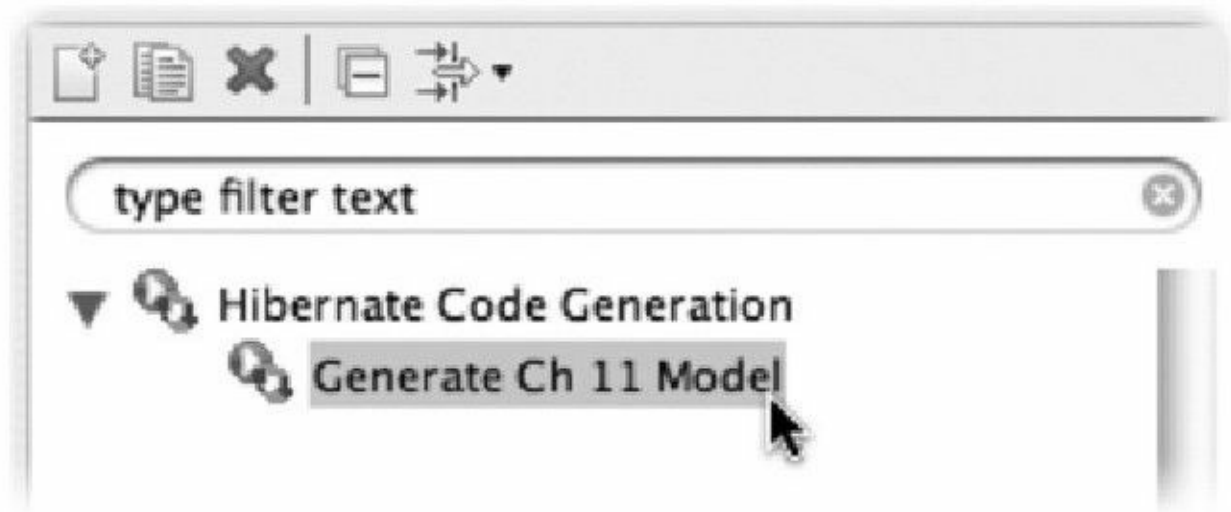 type filter text
Hibernate Code Generation
Generate Ch 11 Model